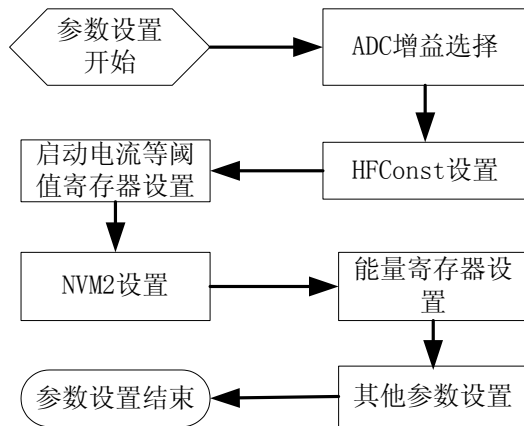 参数设置
开始
ADC增益选择
启动电流等阈
值寄存器设置
HFConst设置
NVM2设置
能量寄存器设
置
参数设置结束
其他参数设置